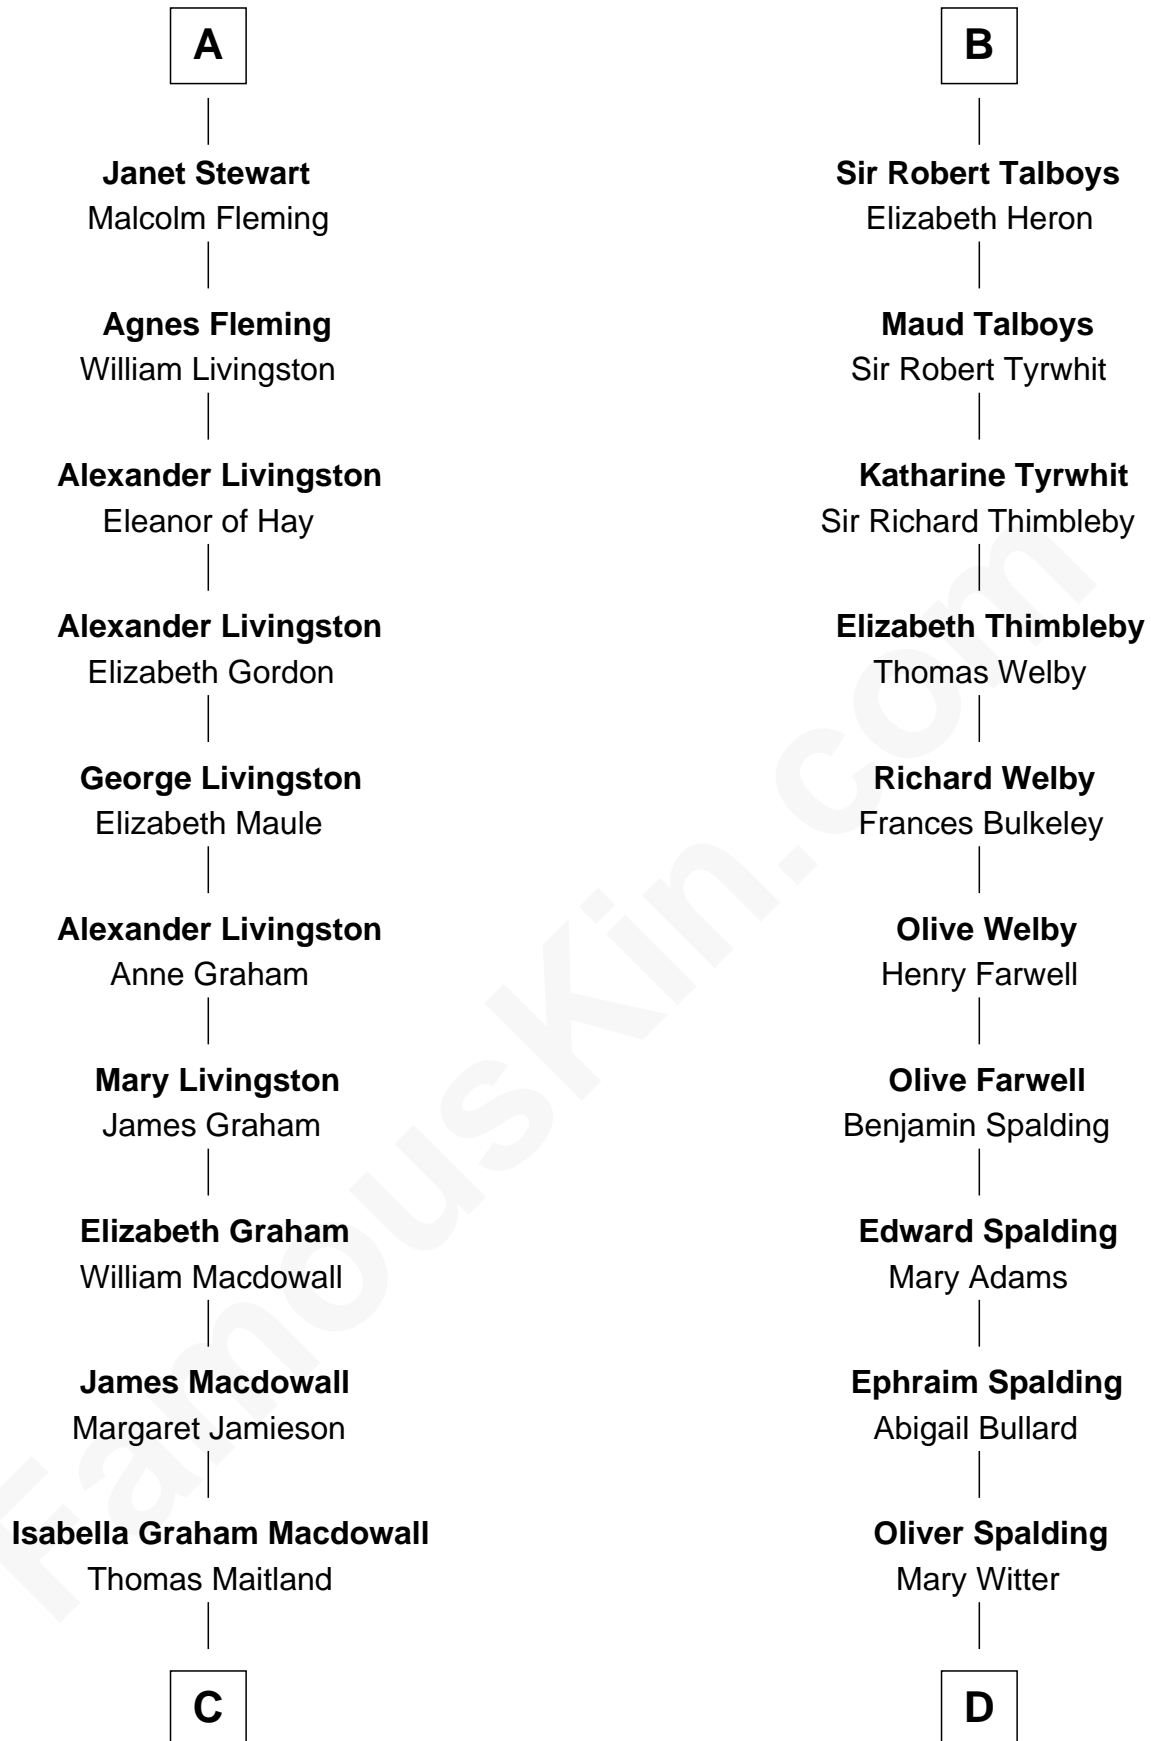 A
Janet Stewart
Malcolm Fleming
Agnes Fleming
William Livingston
Alexander Livingston
Eleanor of Hay
Alexander Livingston
Elizabeth Gordon
George Livingston
Elizabeth Maule
Alexander Livingston
Anne Graham
Mary Livingston
James Graham
Elizabeth Graham
William Macdowall
James Macdowall
Margaret Jamieson
Isabella Graham Macdowall
Thomas Maitland
C
B
Sir Robert Talboys
Elizabeth Heron
Maud Talboys
Sir Robert Tyrwhit
Katharine Tyrwhit
Sir Richard Thimbleby
Elizabeth Thimbleby
Thomas Welby
Richard Welby
Frances Bulkeley
Olive Welby
Henry Farwell
Olive Farwell
Benjamin Spalding
Edward Spalding
Mary Adams
Ephraim Spalding
Abigail Bullard
Oliver Spalding
Mary Witter
D
FamousKin.com